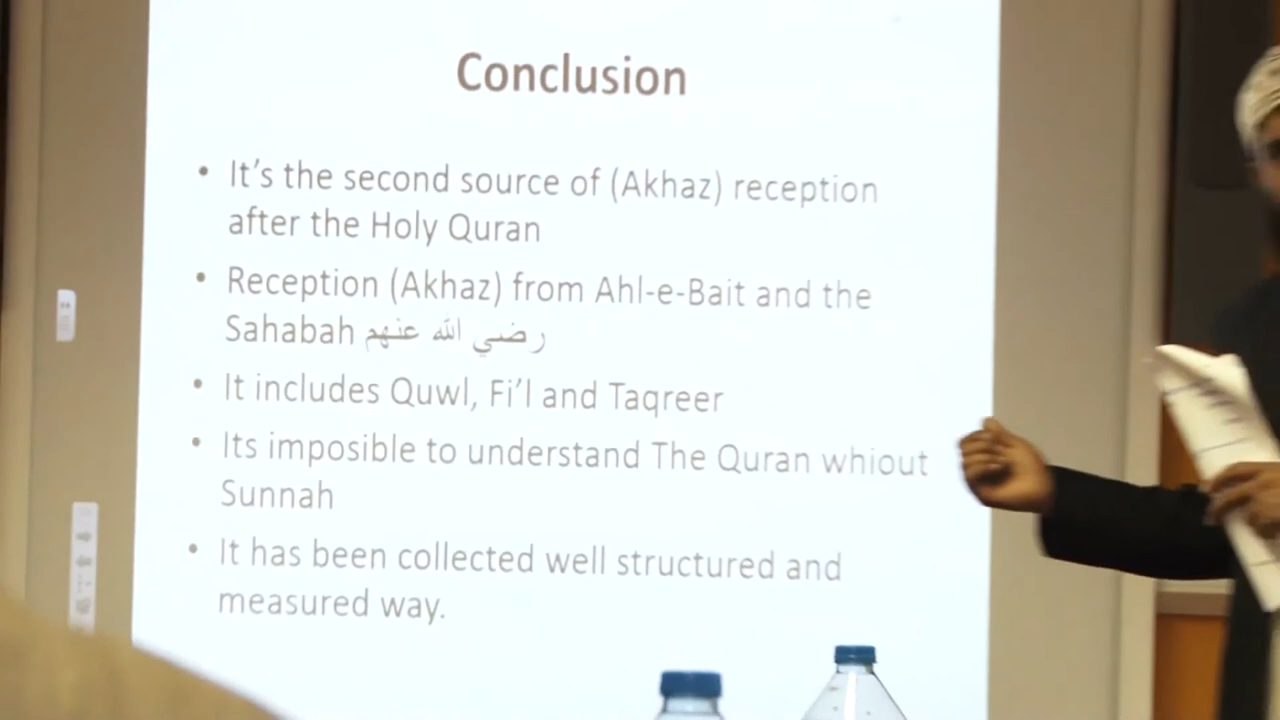 Conclusion
• It's the second source of (Akhaz) reception
after the Holy Quran
• Reception (Akhaz) from Ahl-e-Bait and the
Sahabah رضي الله عنهم
• It includes Quwl, Fi'l and Taqreer
• Its imposible to understand The Quran whiout
Sunnah
• It has been collected well structured and
measured way.